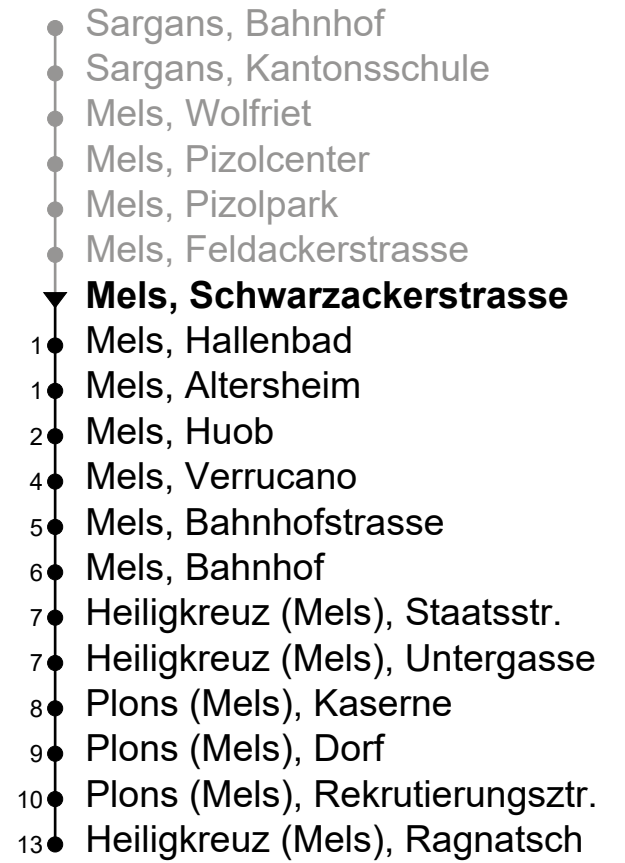 Sargans, Bahnhof
Sargans, Kantonsschule
Mels, Wolfriet
Mels, Pizolcenter
Mels, Pizolpark
Mels, Feldackerstrasse
Mels, Schwarzackerstrasse
1 Mels, Hallenbad
1 Mels, Altersheim
2 Mels, Huob
4 Mels, Verrucano
5 Mels, Bahnhofstrasse
6 Mels, Bahnhof
7 Heiligkreuz (Mels), Staatsstr.
7 Heiligkreuz (Mels), Untergasse
8 Plons (Mels), Kaserne
9 Plons (Mels), Dorf
10 Plons (Mels), Rekrutierungsztr.
13 Heiligkreuz (Mels), Ragnatsch